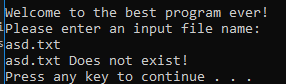 Welcome to the best program ever!
Please enter an input file name:
asd.txt
asd.txt Does not exist!
Press any key to continue . . .